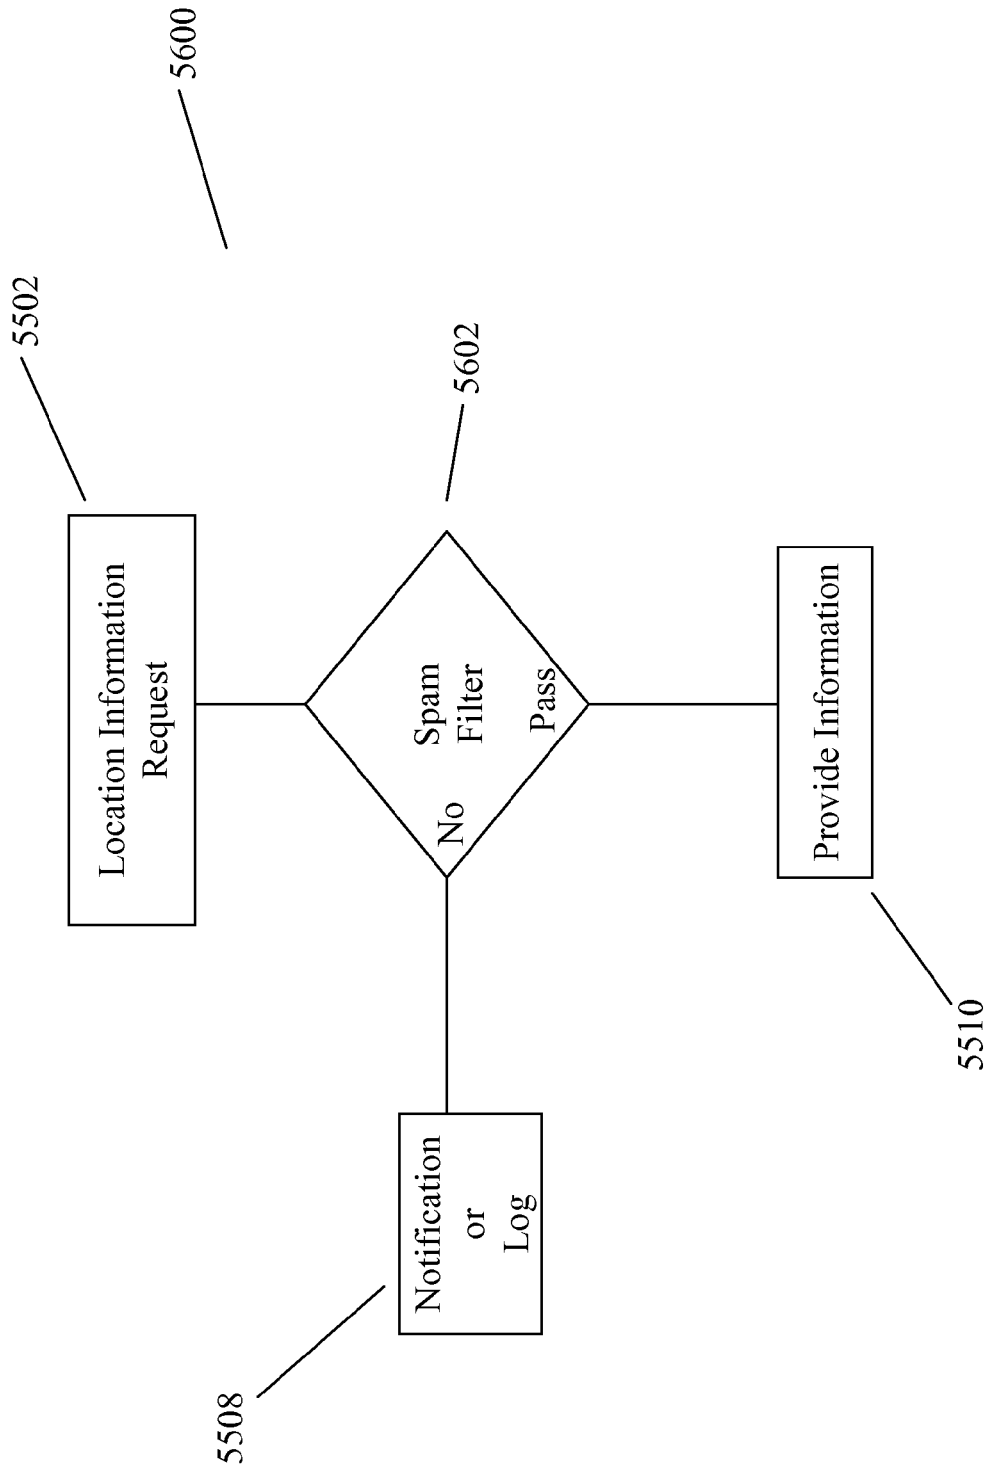 5600
5502
Location Information
Request
5602
Spam
Filter
No
Pass
Notification
or
Log
5508
Provide Information
5510